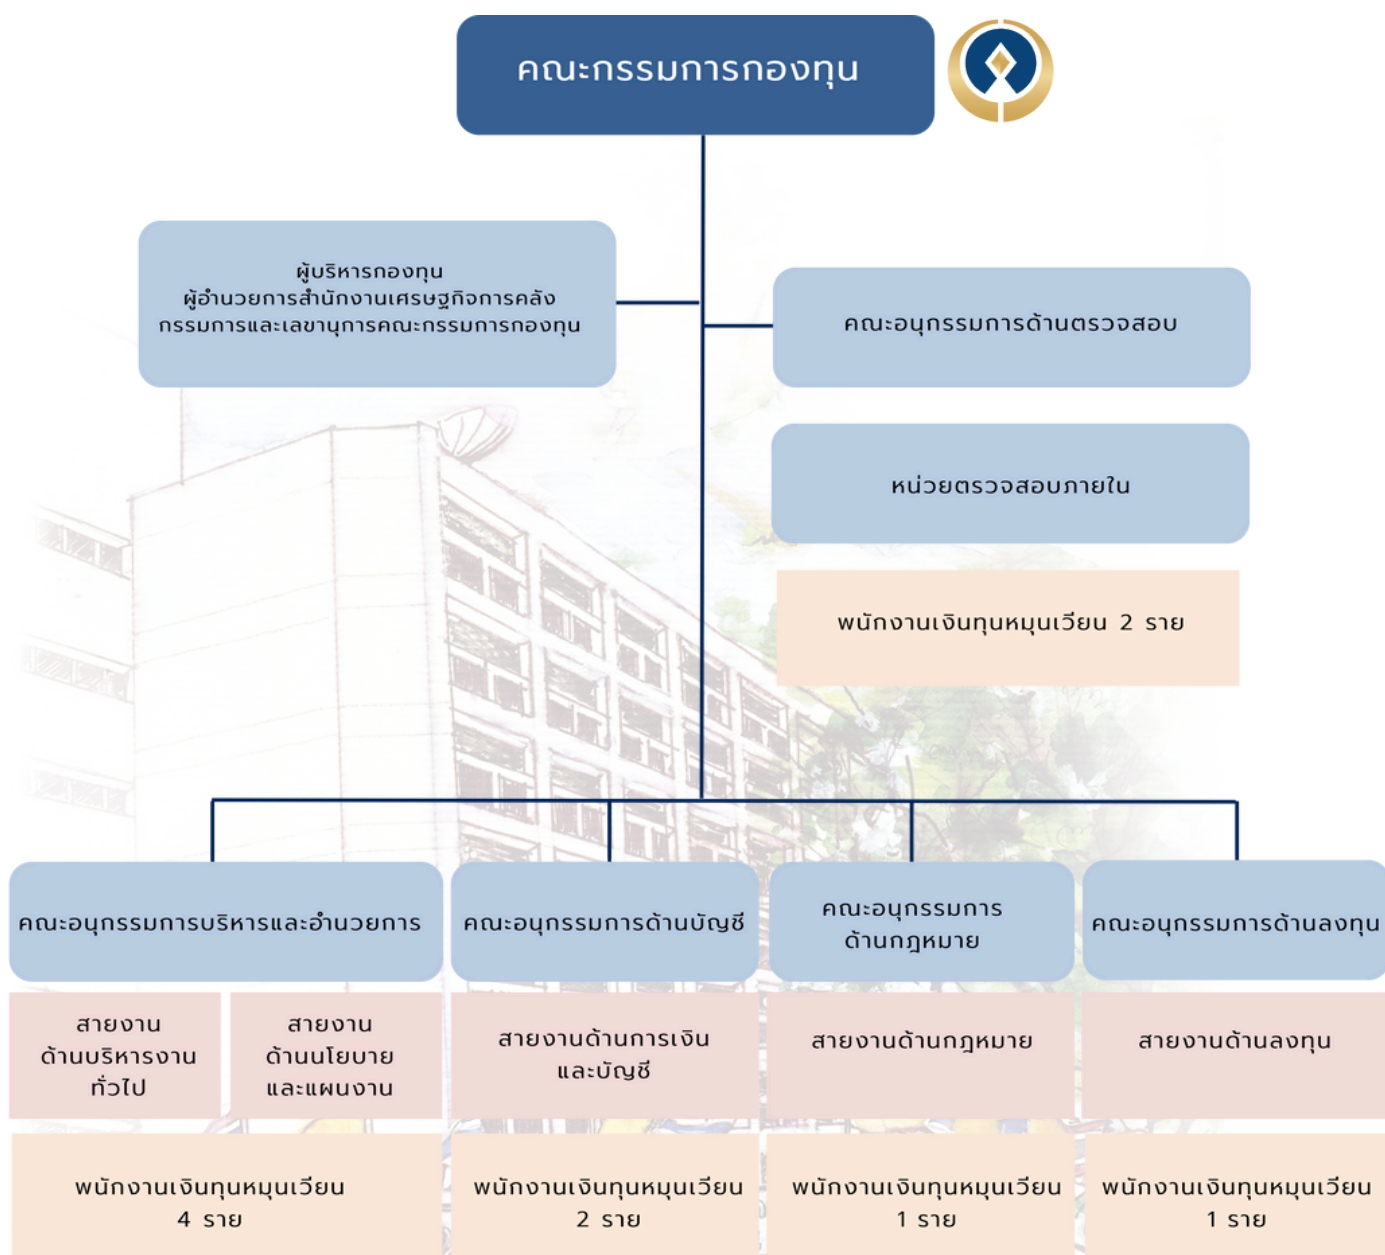 คณะกรรมการกองทุน
ผู้บริหารกองทุน
ผู้อำนวยการสำนักงานเศรษฐกิจการคลัง
กรรมการและเลขานุการคณะกรรมการกองทุน
คณะอนุกรรมการด้านตรวจสอบ
หน่วยตรวจสอบภายใน
พนักงานเงินทุนหมุนเวียน 2 ราย
คณะอนุกรรมการบริหารและอำนวยการ
คณะอนุกรรมการด้านบัญชี
คณะอนุกรรมการ
ด้านกฎหมาย
คณะอนุกรรมการด้านลงทุน
สายงาน
ด้านบริหารงาน
ทั่วไป
สายงาน
ด้านนโยบาย
และแผนงาน
สายงานด้านการเงิน
และบัญชี
สายงานด้านกฎหมาย
สายงานด้านลงทุน
พนักงานเงินทุนหมุนเวียน
4 ราย
พนักงานเงินทุนหมุนเวียน
2 ราย
พนักงานเงินทุนหมุนเวียน
1 ราย
พนักงานเงินทุนหมุนเวียน
1 ราย